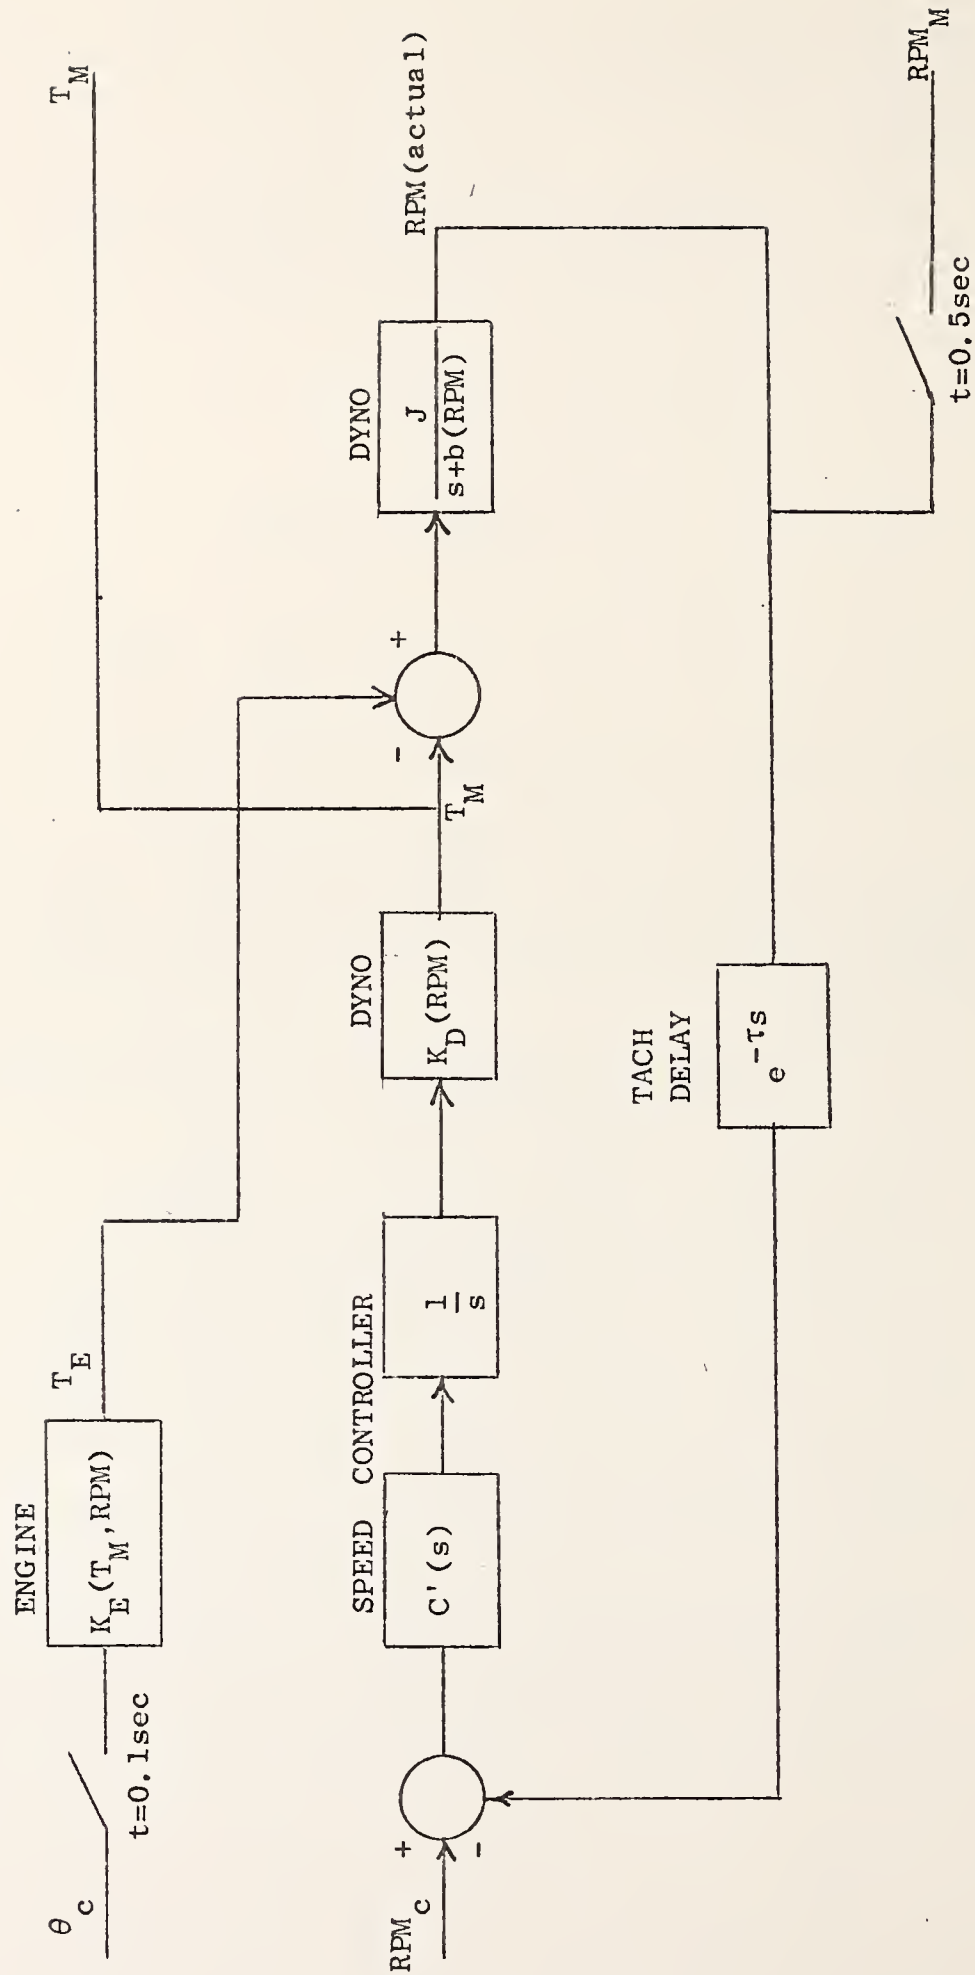 θc
t=0.1sec
ENGINE
KE(TM,RPM)
TE
TM
RPMc
+
-
SPEED CONTROLLER
C'(s)
1
s
DYNO
KD(RPM)
TM
-
+
DYNO
J
s+b(RPM)
RPM(actual)
TACH
DELAY
e-τs
t=0.5sec
RPMM